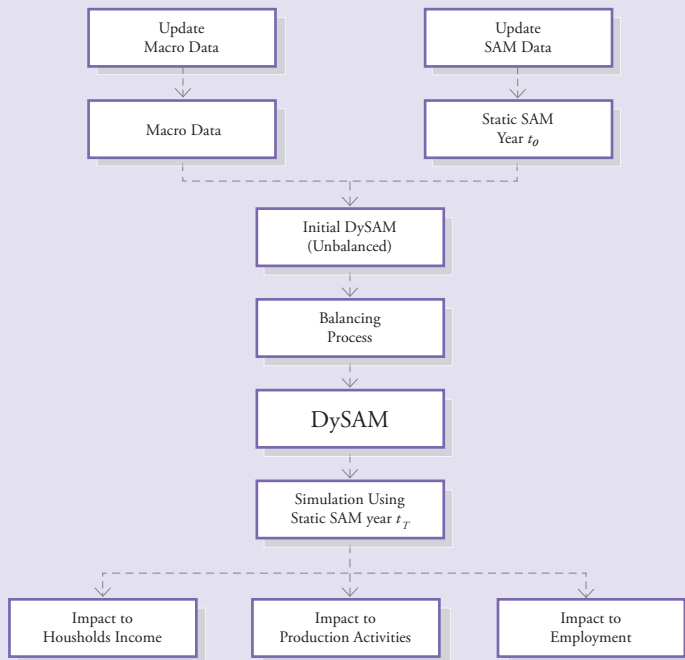 Update
Macro Data
Update
SAM Data
Macro Data
Static SAM
Year t0
Initial DySAM
(Unbalanced)
Balancing
Process
DySAM
Simulation Using
Static SAM year tT
Impact to
Housholds Income
Impact to
Production Activities
Impact to
Employment